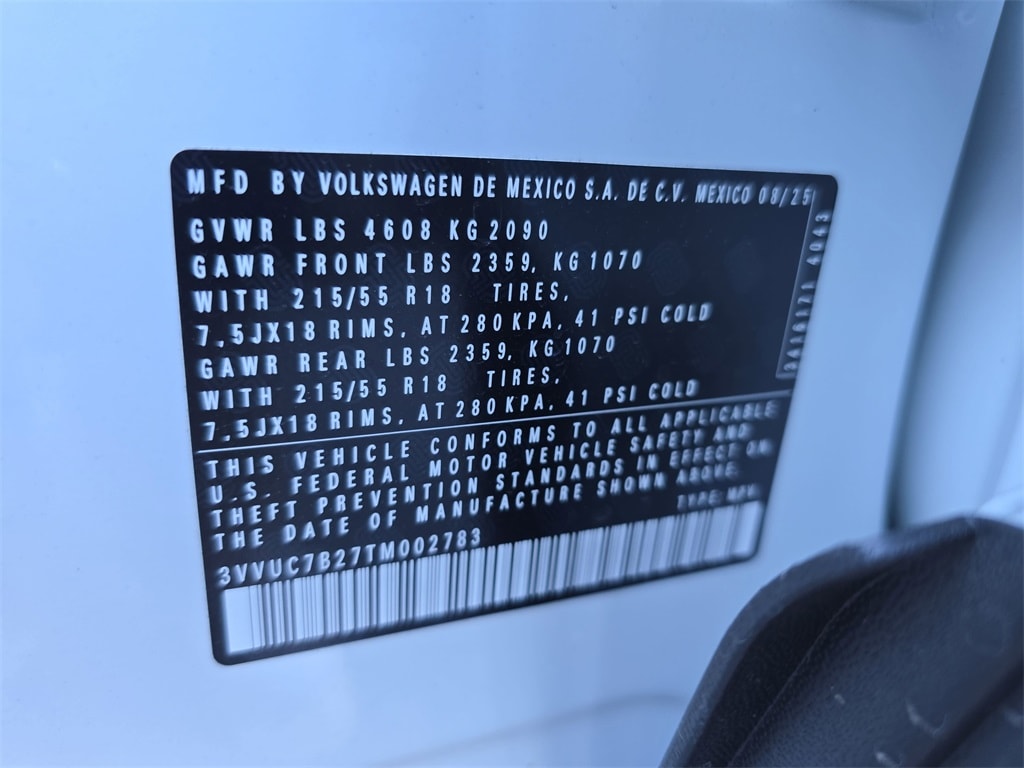 MFD BY VOLKSWAGEN DE MEXICO S.A. DE C.V. MEXICO 08/25
GVWR LBS 4608 KG 2090
GAWR FRONT LBS 2359, KG 1070
WITH 215/55 R18 TIRES,
7,5JX18 RIMS, AT 280 KPA, 41 PSI COLD
GAWR REAR LBS 2359, KG 1070
WITH 215/55 R18 TIRES,
7,5JX18 RIMS, AT 280 KPA, 41 PSI COLD
THIS VEHICLE CONFORMS TO ALL APPLICABLE
U.S. FEDERAL MOTOR VEHICLE SAFETY AND
THEFT PREVENTION STANDARDS IN EFFECT ON
THE DATE OF MANUFACTURE SHOWN ABOVE.
3VVUC7B27TM002783
TYPE: MPV